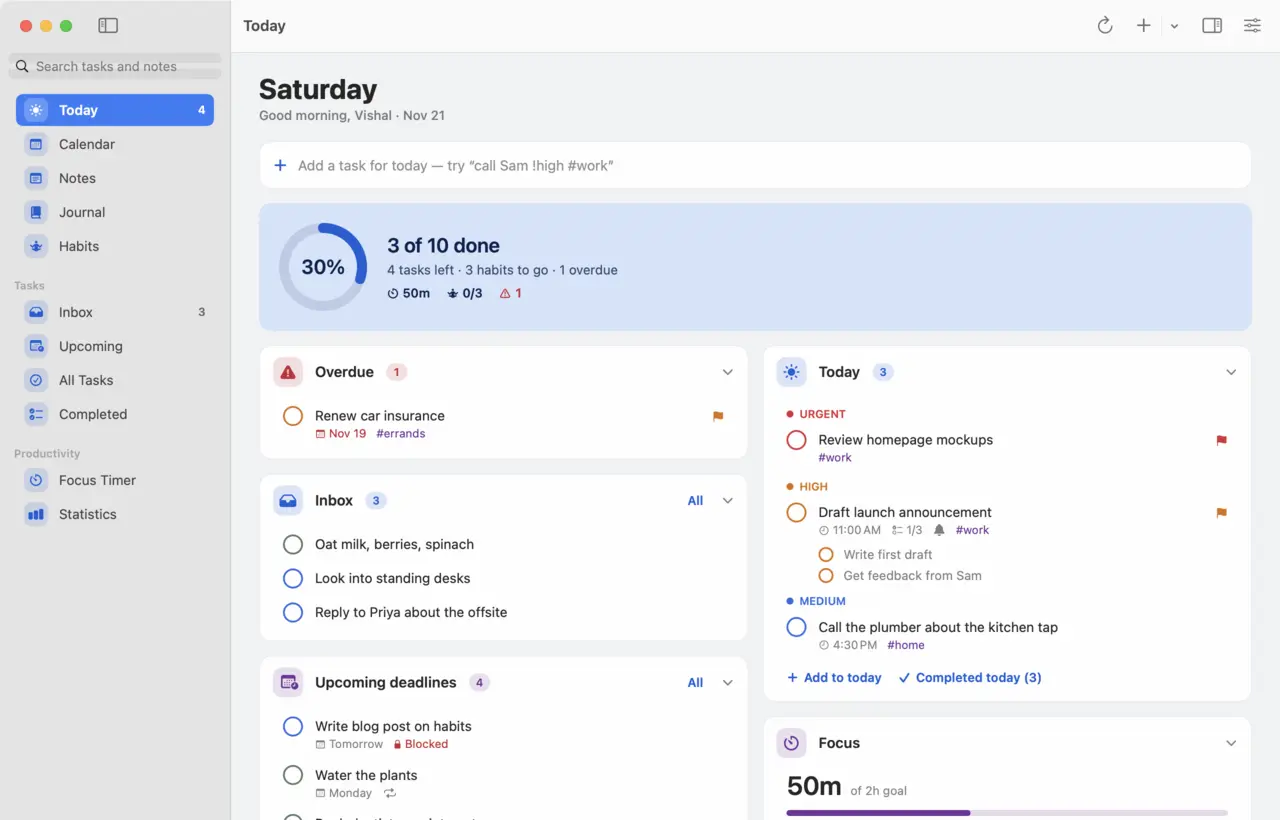 Today
Search tasks and notes
Today 4
Calendar
Notes
Journal
Habits
Tasks
Inbox 3
Upcoming
All Tasks
Completed
Productivity
Focus Timer
Statistics
Saturday
Good morning, Vishal · Nov 21
Add a task for today — try “call Sam !high #work”
30%
3 of 10 done
4 tasks left · 3 habits to go · 1 overdue
50m 0/3 1
Overdue 1
Renew car insurance
Nov 19 #errands
Inbox 3 All
Oat milk, berries, spinach
Look into standing desks
Reply to Priya about the offsite
Upcoming deadlines 4 All
Write blog post on habits
Tomorrow Blocked
Water the plants
Monday
Today 3
URGENT
Review homepage mockups
#work
HIGH
Draft launch announcement
11:00 AM 1/3 #work
Write first draft
Get feedback from Sam
MEDIUM
Call the plumber about the kitchen tap
4:30 PM #home
+ Add to today ✓ Completed today (3)
Focus
50m of 2h goal